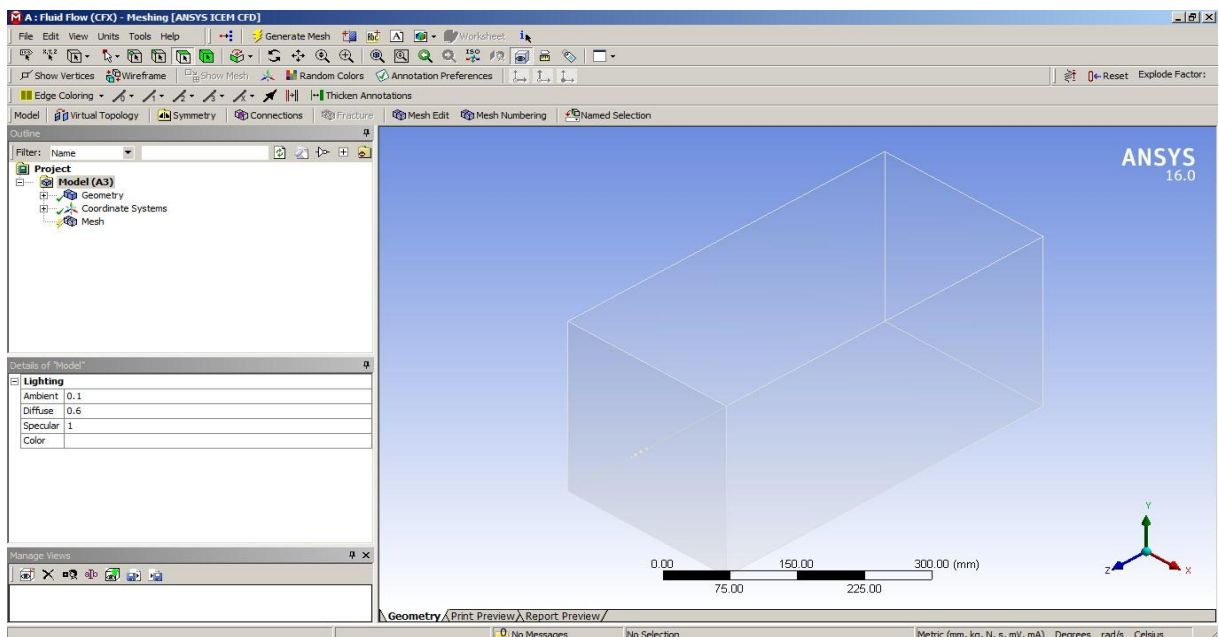 A : Fluid Flow (CFX) - Meshing [ANSYS ICEM CFD]
File Edit View Units Tools Help Generate Mesh A Worksheet i
ISO
Show Vertices Wireframe Show Mesh Random Colors Annotation Preferences Reset Explode Factor:
Edge Coloring Thicken Annotations
Model Virtual Topology Symmetry Connections Fracture Mesh Edit Mesh Numbering Named Selection
Outline
Filter: Name
Project
Model (A3)
Geometry
Coordinate Systems
Mesh
ANSYS
16.0
Details of "Model"
Lighting
Ambient 0.1
Diffuse 0.6
Specular 1
Color
Manage Views
0.00 150.00 300.00 (mm)
75.00 225.00
Y
Z X
Geometry Print Preview Report Preview
0 No Messages No Selection Metric (mm, kg, N, s, mV, mA) Degrees rad/s Celsius